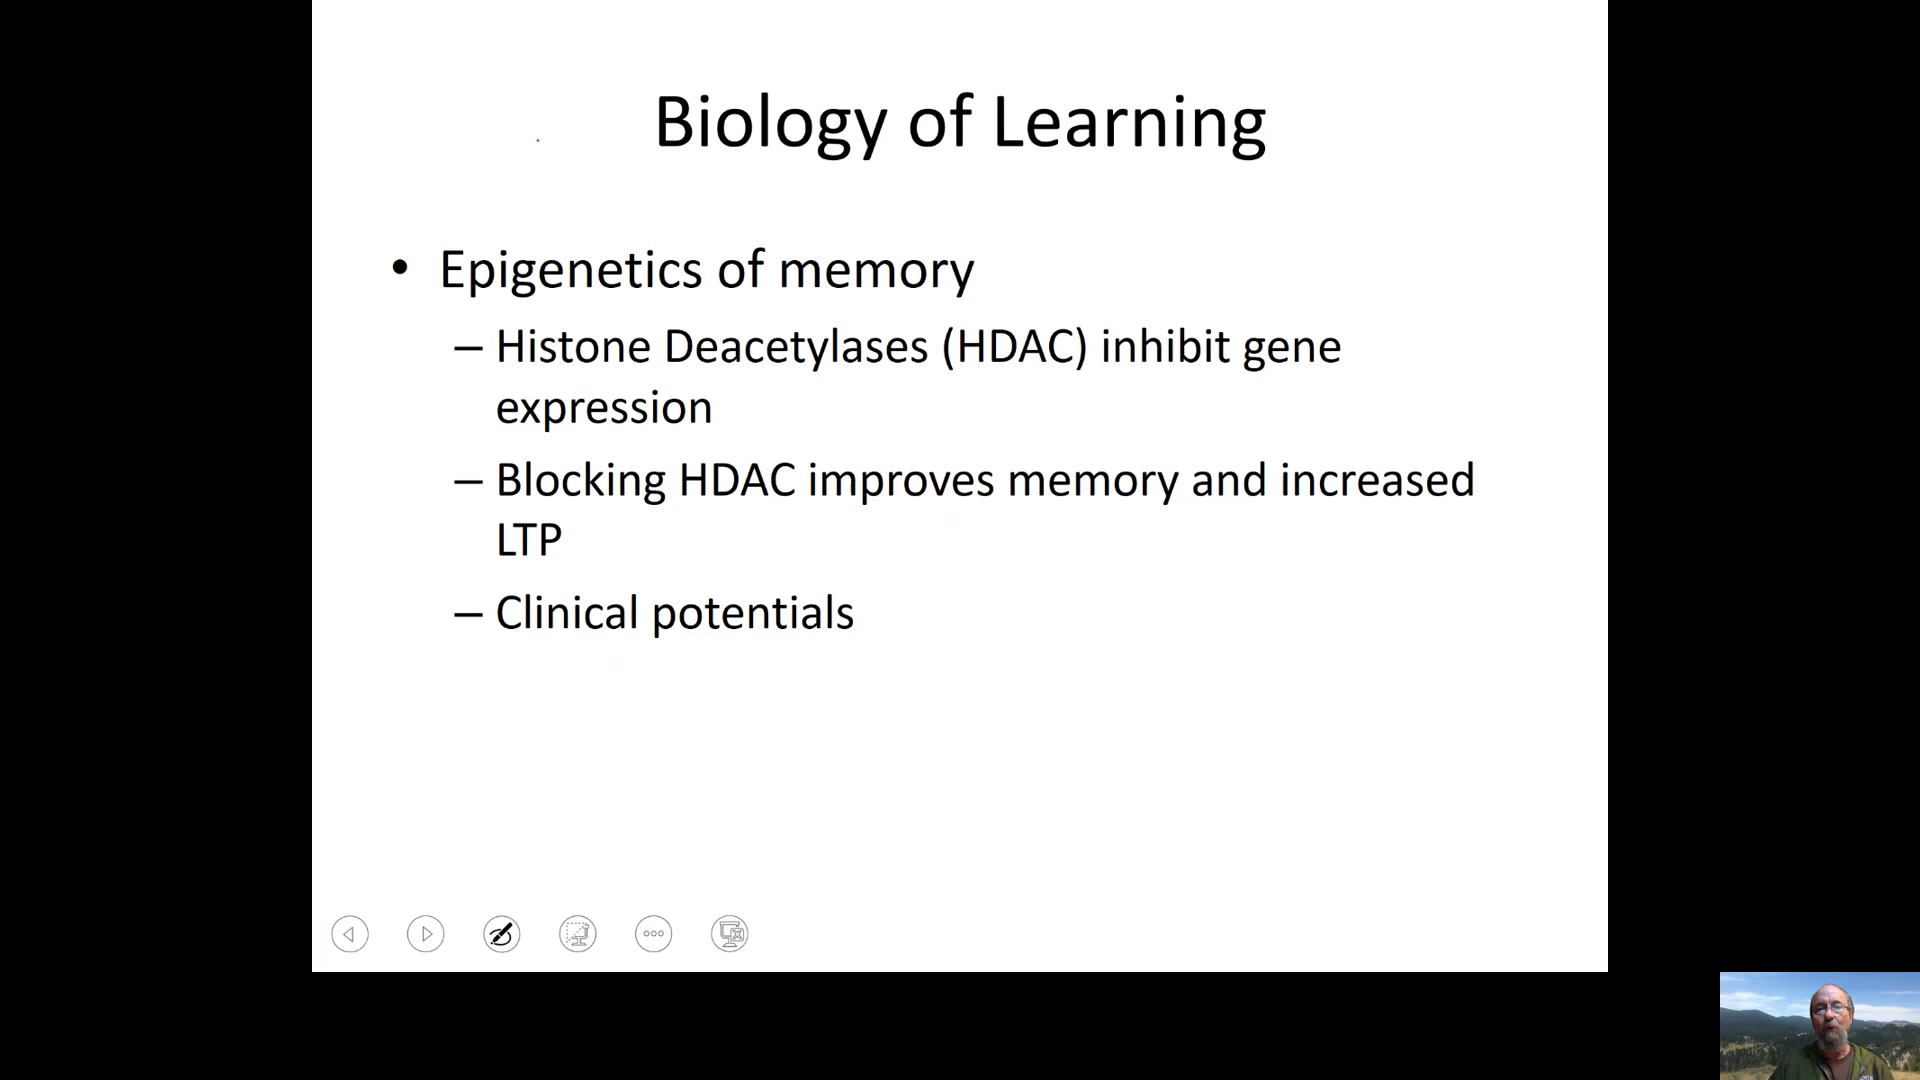 Biology of Learning
• Epigenetics of memory
– Histone Deacetylases (HDAC) inhibit gene
expression
– Blocking HDAC improves memory and increased
LTP
– Clinical potentials